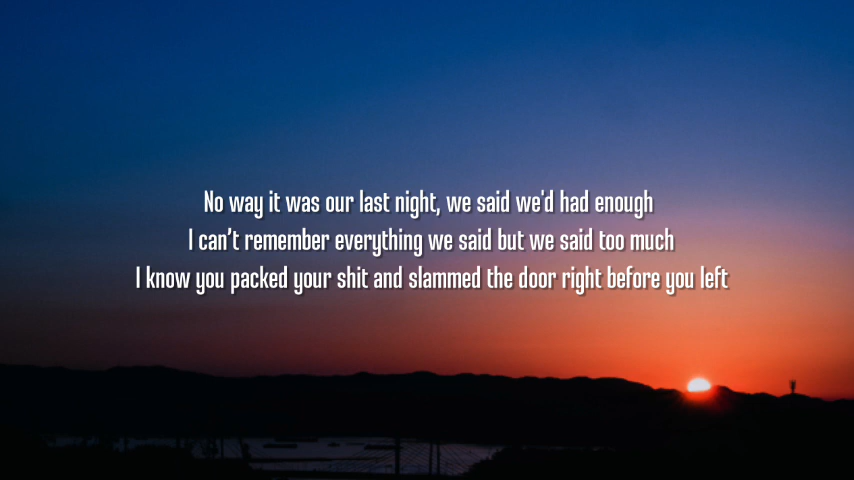 No way it was our last night, we said we'd had enough
I can’t remember everything we said but we said too much
I know you packed your shit and slammed the door right before you left